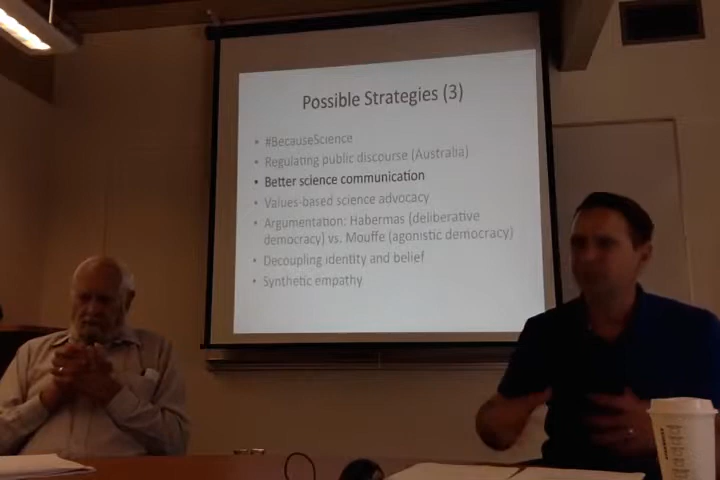 Possible Strategies (3)
• #BecauseScience
• Regulating public discourse (Australia)
• Better science communication
• Values-based science advocacy
• Argumentation: Habermas (deliberative
democracy) vs. Mouffe (agonistic democracy)
• Decoupling identity and belief
• Synthetic empathy